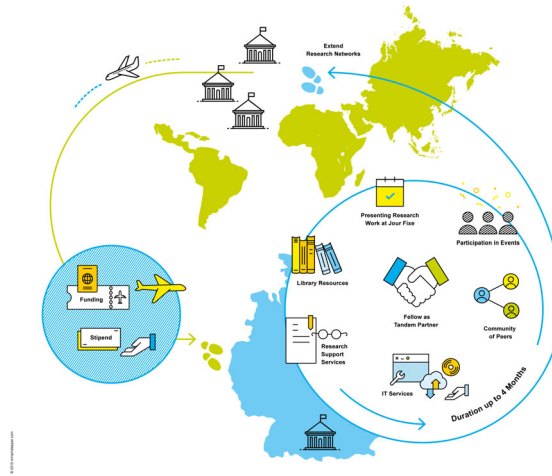 Extend
Research Networks
Presenting Research
Work at Jour Fixe
Participation in Events
Library Resources
Funding
Fellow as
Tandem Partner
Community
of Peers
Stipend
Research
Support
Services
IT Services
Duration up to 4 Months